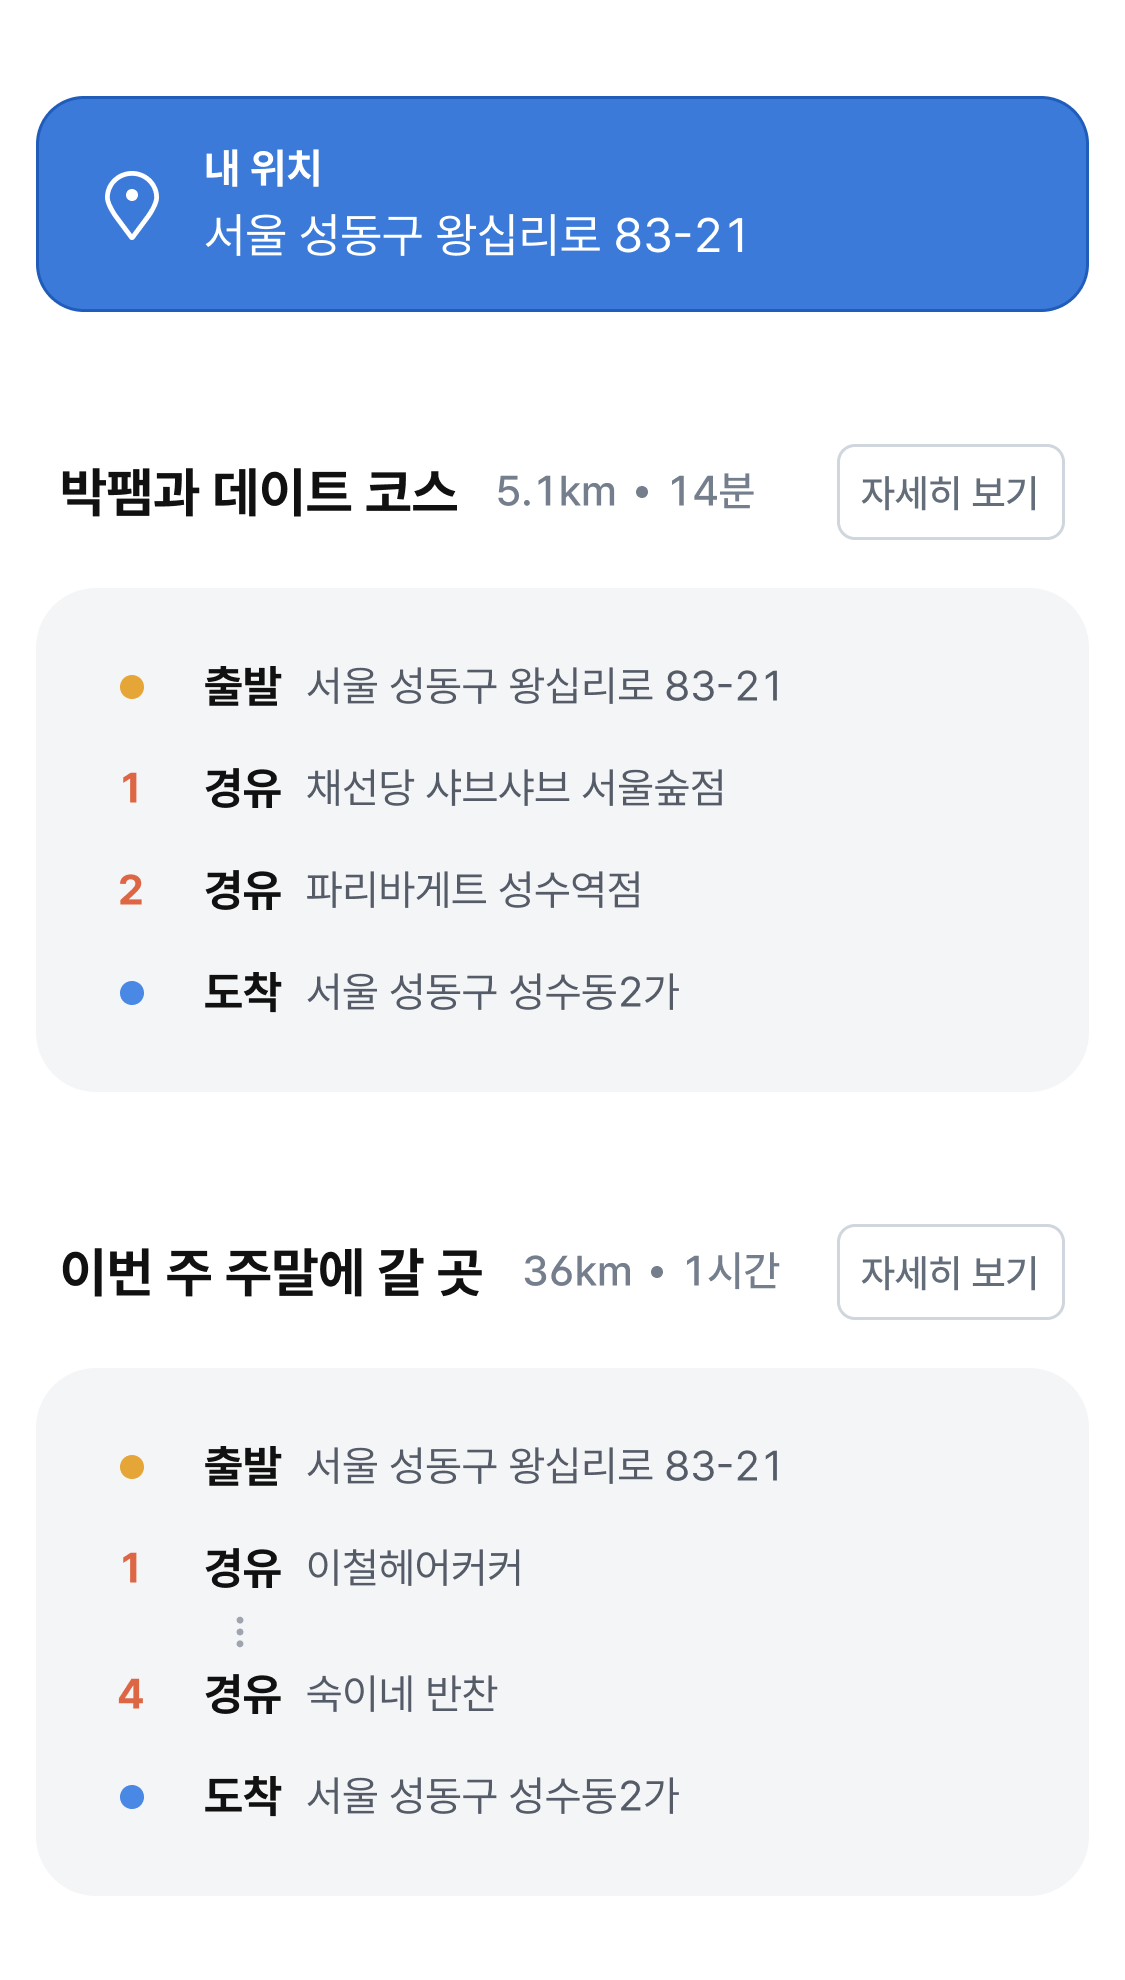 내 위치
서울 성동구 왕십리로 83-21
박팸과 데이트 코스 5.1km • 14분 자세히 보기
출발 서울 성동구 왕십리로 83-21
1 경유 채선당 샤브샤브 서울숲점
2 경유 파리바게트 성수역점
도착 서울 성동구 성수동2가
이번 주 주말에 갈 곳 36km • 1시간 자세히 보기
출발 서울 성동구 왕십리로 83-21
1 경유 이철헤어커커
4 경유 숙이네 반찬
도착 서울 성동구 성수동2가